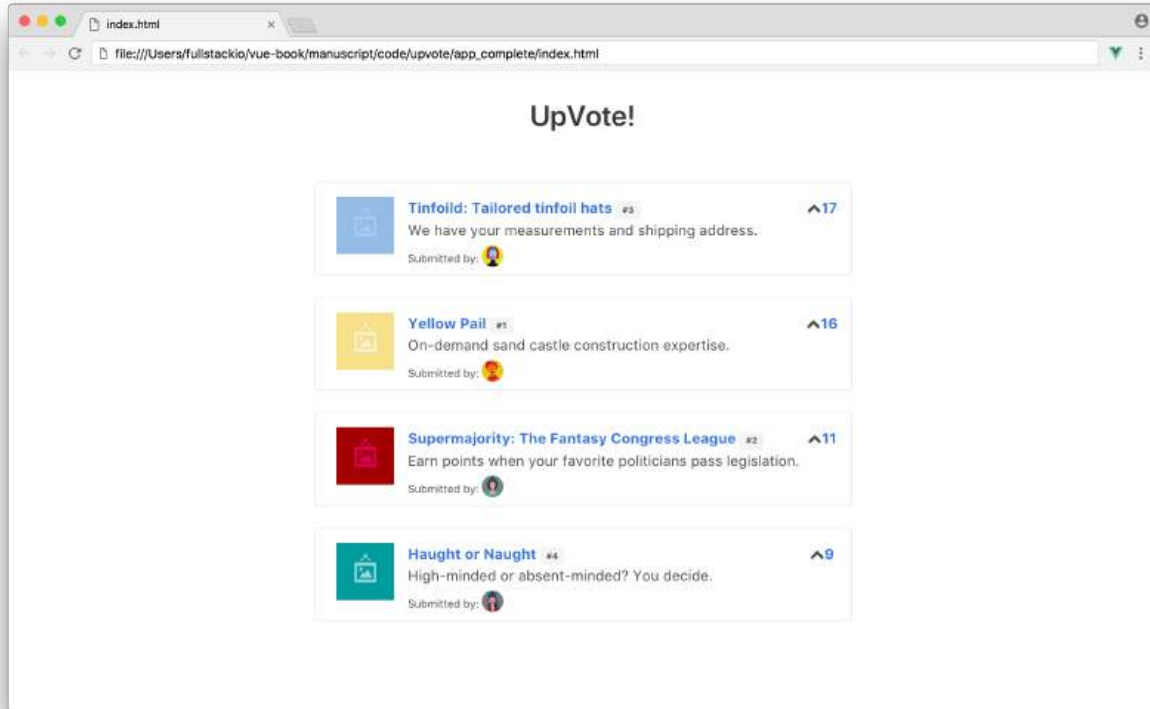 index.html
file:///Users/fullstackio/vue-book/manuscript/code/upvote/app_complete/index.html
UpVote!
Tinfoild: Tailored tinfoil hats #3 17
We have your measurements and shipping address.
Submitted by:
Yellow Pail #1 16
On-demand sand castle construction expertise.
Submitted by:
Supermajority: The Fantasy Congress League #2 11
Earn points when your favorite politicians pass legislation.
Submitted by:
Haught or Naught #4 9
High-minded or absent-minded? You decide.
Submitted by: